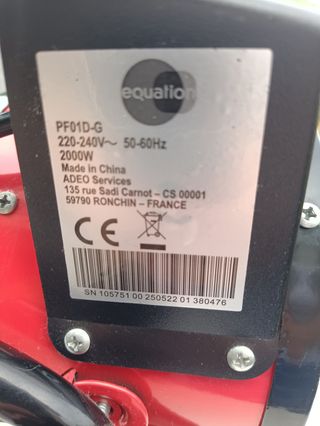 equation
PF01D-G
220-240V~ 50-60Hz
2000W
Made in China
ADEO Services
135 rue Sadi Carnot – CS 00001
59790 RONCHIN – FRANCE
CE
SN 105751 00 250522 01 380476